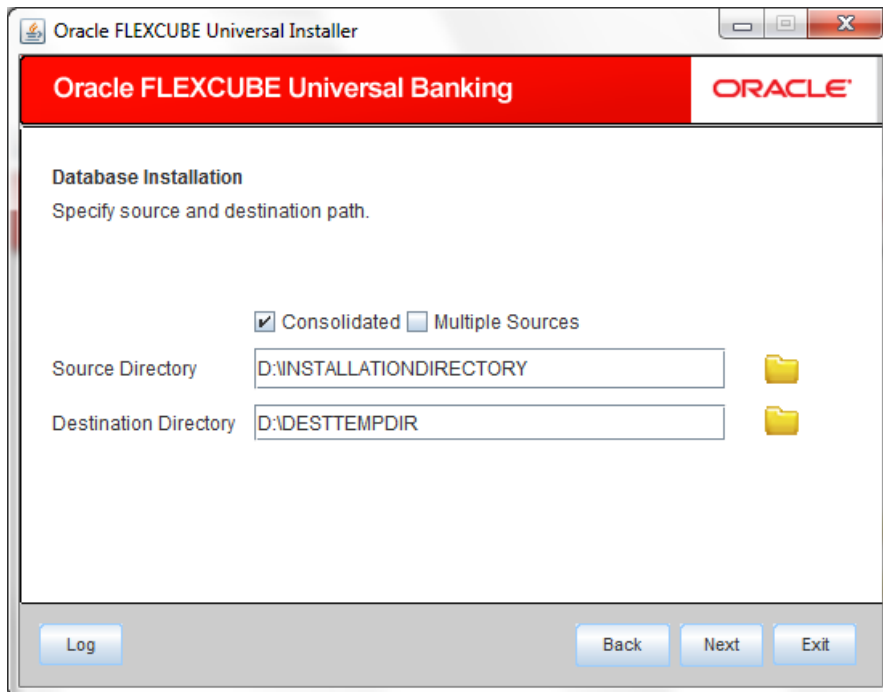 Oracle FLEXCUBE Universal Installer
Oracle FLEXCUBE Universal Banking
ORACLE
Database Installation
Specify source and destination path.
Consolidated Multiple Sources
Source Directory D:\INSTALLATIONDIRECTORY
Destination Directory D:\DESTTEMPDIR
Log Back Next Exit